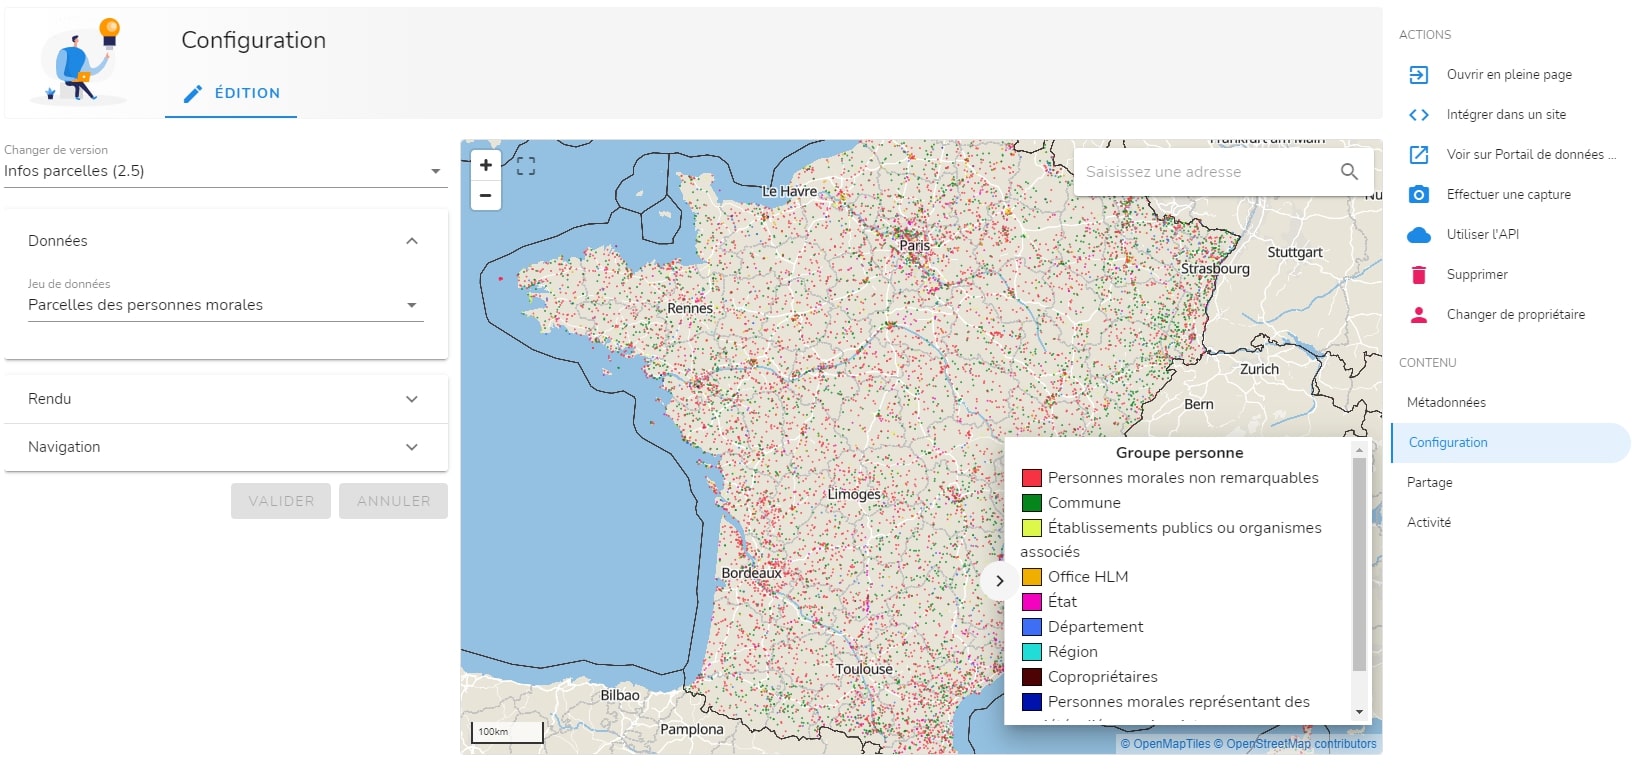 Configuration
ÉDITION
Changer de version
Infos parcelles (2.5)
Données
Jeu de données
Parcelles des personnes morales
Rendu
Navigation
VALIDER
ANNULER
+
−
Saisissez une adresse
Le Havre
Paris
Strasbourg
Stuttgart
Rennes
Zurich
Bern
Limoges
Bordeaux
Toulouse
Bilbao
Pamplona
100km
Groupe personne
Personnes morales non remarquables
Commune
Établissements publics ou organismes
associés
Office HLM
État
Département
Région
Copropriétaires
Personnes morales représentant des
© OpenMapTiles © OpenStreetMap contributors
ACTIONS
Ouvrir en pleine page
Intégrer dans un site
Voir sur Portail de données ...
Effectuer une capture
Utiliser l'API
Supprimer
Changer de propriétaire
CONTENU
Métadonnées
Configuration
Partage
Activité